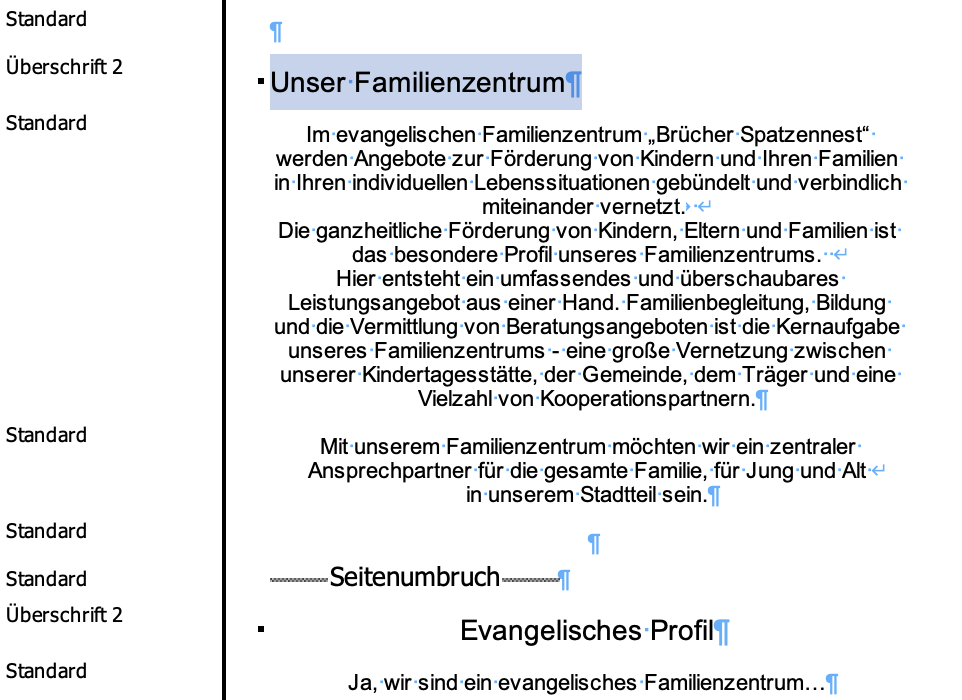 Standard
Überschrift 2
Unser Familienzentrum
Standard
Im evangelischen Familienzentrum „Brücher Spatzennest“
werden Angebote zur Förderung von Kindern und Ihren Familien
in Ihren individuellen Lebenssituationen gebündelt und verbindlich
miteinander vernetzt.
Die ganzheitliche Förderung von Kindern, Eltern und Familien ist
das besondere Profil unseres Familienzentrums.
Hier entsteht ein umfassendes und überschaubares
Leistungsangebot aus einer Hand. Familienbegleitung, Bildung
und die Vermittlung von Beratungsangeboten ist die Kernaufgabe
unseres Familienzentrums - eine große Vernetzung zwischen
unserer Kindertagesstätte, der Gemeinde, dem Träger und eine
Vielzahl von Kooperationspartnern.
Standard
Mit unserem Familienzentrum möchten wir ein zentraler
Ansprechpartner für die gesamte Familie, für Jung und Alt
in unserem Stadtteil sein.
Standard
Standard
Seitenumbruch
Überschrift 2
Evangelisches Profil
Standard
Ja, wir sind ein evangelisches Familienzentrum…